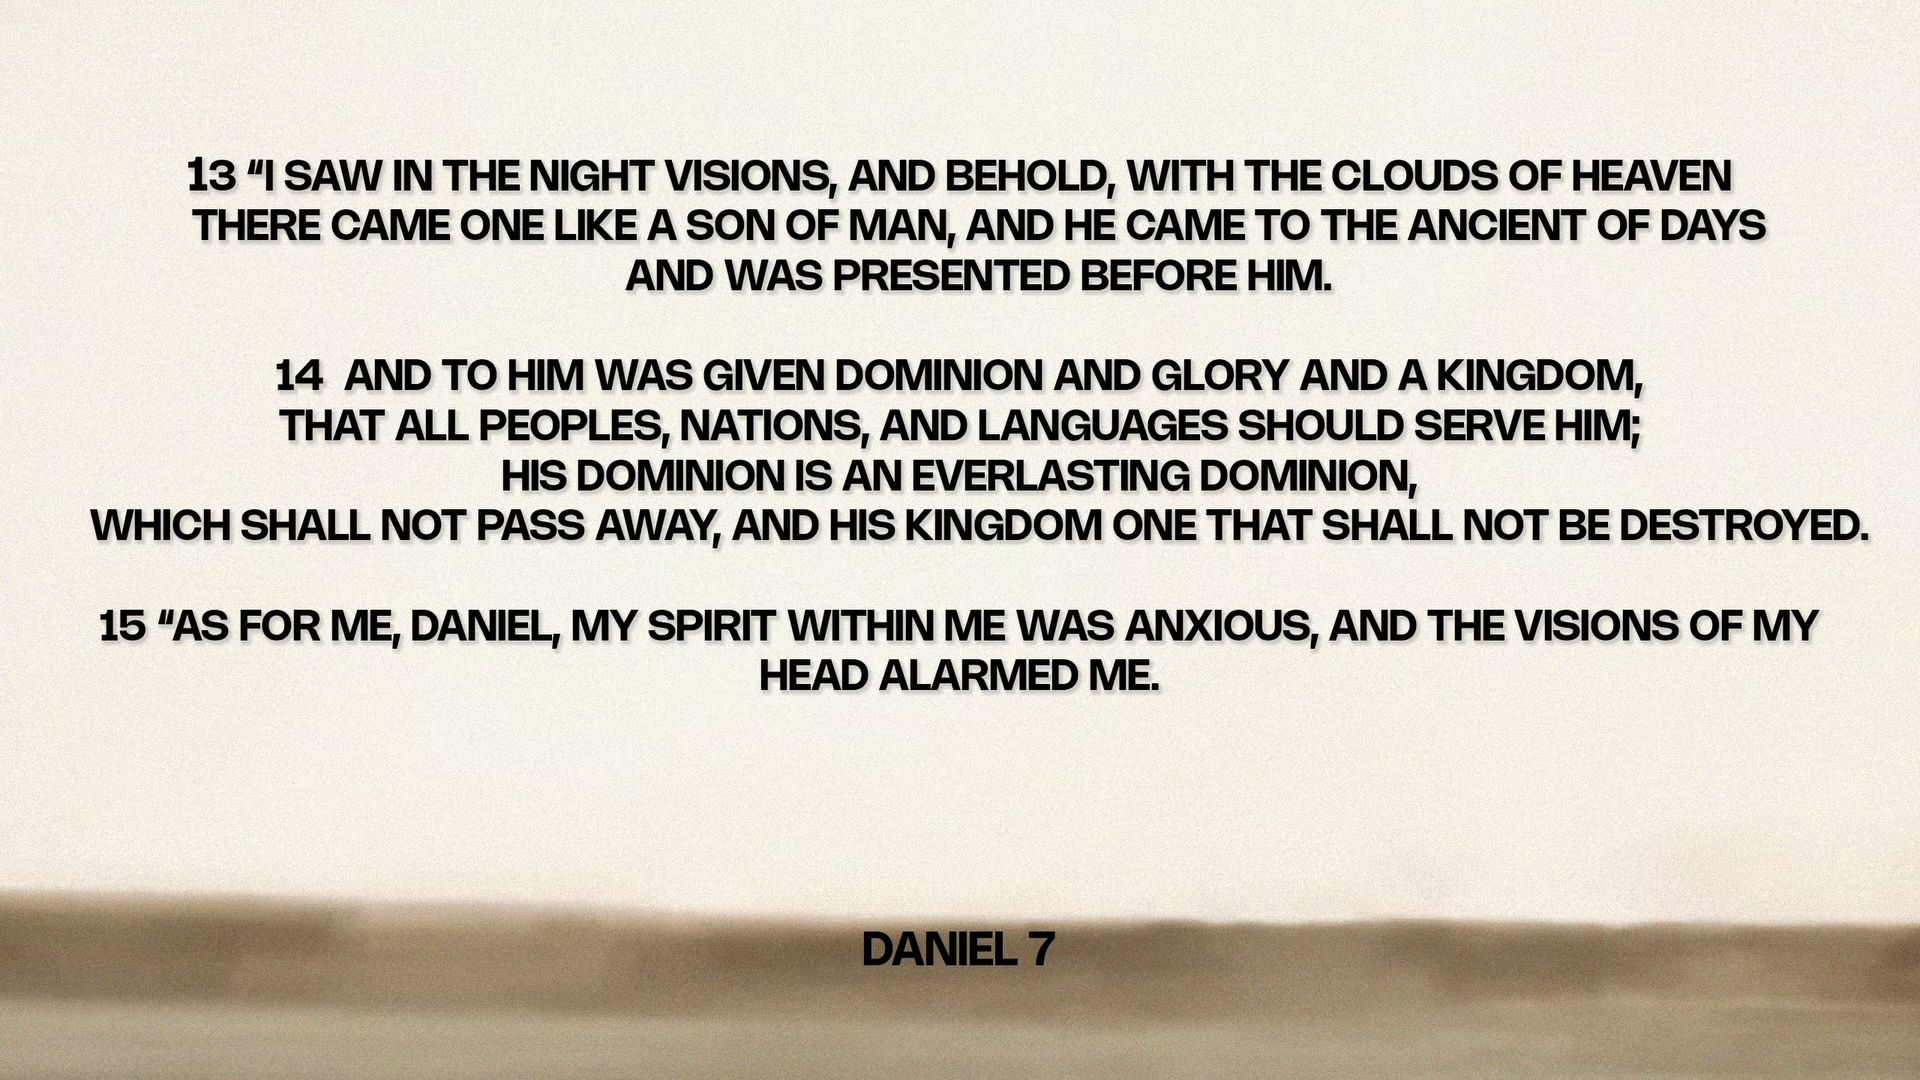 13 “I SAW IN THE NIGHT VISIONS, AND BEHOLD, WITH THE CLOUDS OF HEAVEN
THERE CAME ONE LIKE A SON OF MAN, AND HE CAME TO THE ANCIENT OF DAYS
AND WAS PRESENTED BEFORE HIM.
14  AND TO HIM WAS GIVEN DOMINION AND GLORY AND A KINGDOM,
THAT ALL PEOPLES, NATIONS, AND LANGUAGES SHOULD SERVE HIM;
HIS DOMINION IS AN EVERLASTING DOMINION,
WHICH SHALL NOT PASS AWAY, AND HIS KINGDOM ONE THAT SHALL NOT BE DESTROYED.
15 “AS FOR ME, DANIEL, MY SPIRIT WITHIN ME WAS ANXIOUS, AND THE VISIONS OF MY
HEAD ALARMED ME.
DANIEL 7